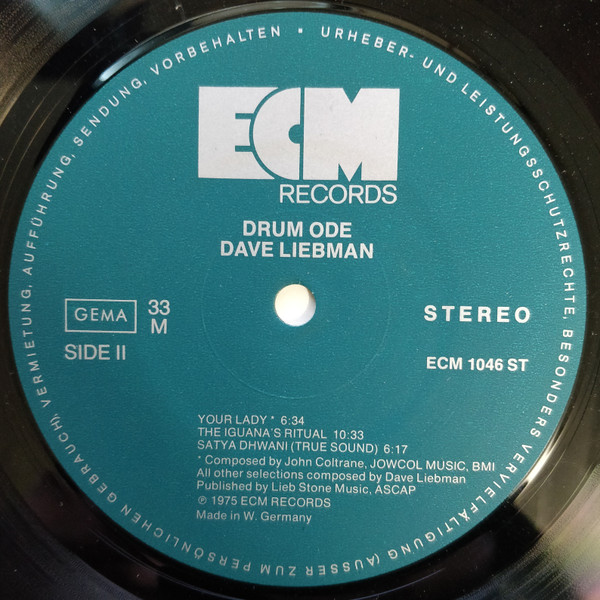 URHEBER- UND LEISTUNGSSCHUTZRECHTE, BESONDERS VERVIELFÄLTIGUNG (AUSSER ZUM PERSÖNLICHEN GEBRAUCH), VERMIETUNG, AUFFÜHRUNG, SENDUNG, VORBEHALTEN •
ECM
RECORDS
DRUM ODE
DAVE LIEBMAN
GEMA
33
M
STEREO
SIDE II
ECM 1046 ST
YOUR LADY * 6:34
THE IGUANA'S RITUAL 10:33
SATYA DHWANI (TRUE SOUND) 6:17
* Composed by John Coltrane, JOWCOL MUSIC, BMI
All other selections composed by Dave Liebman
Published by Lieb Stone Music, ASCAP
℗ 1975 ECM RECORDS
Made in W. Germany